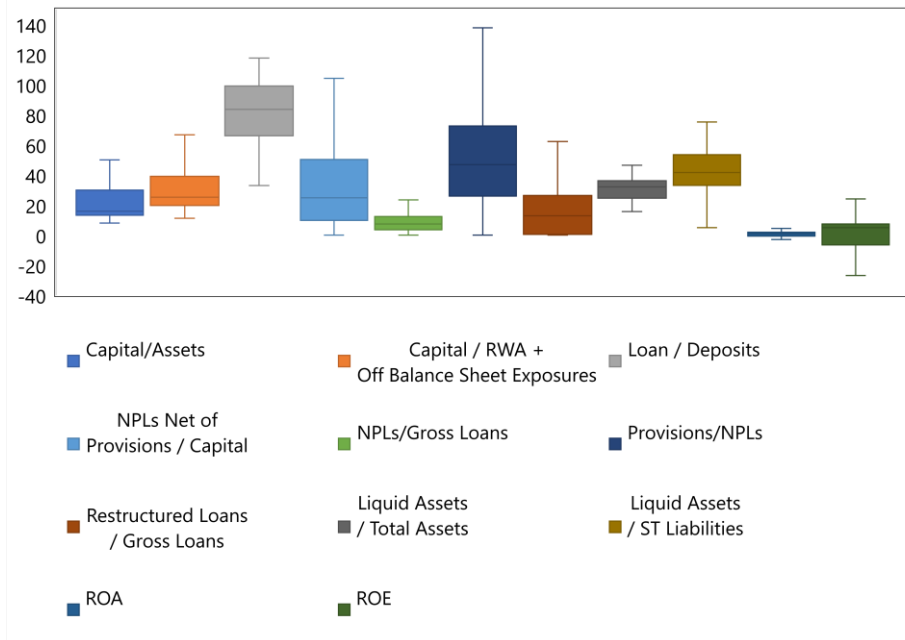 140
120
100
80
60
40
20
0
-20
-40
Capital/Assets
Capital / RWA +
Off Balance Sheet Exposures
Loan / Deposits
NPLs Net of
Provisions / Capital
NPLs/Gross Loans
Provisions/NPLs
Restructured Loans
/ Gross Loans
Liquid Assets
/ Total Assets
Liquid Assets
/ ST Liabilities
ROA
ROE